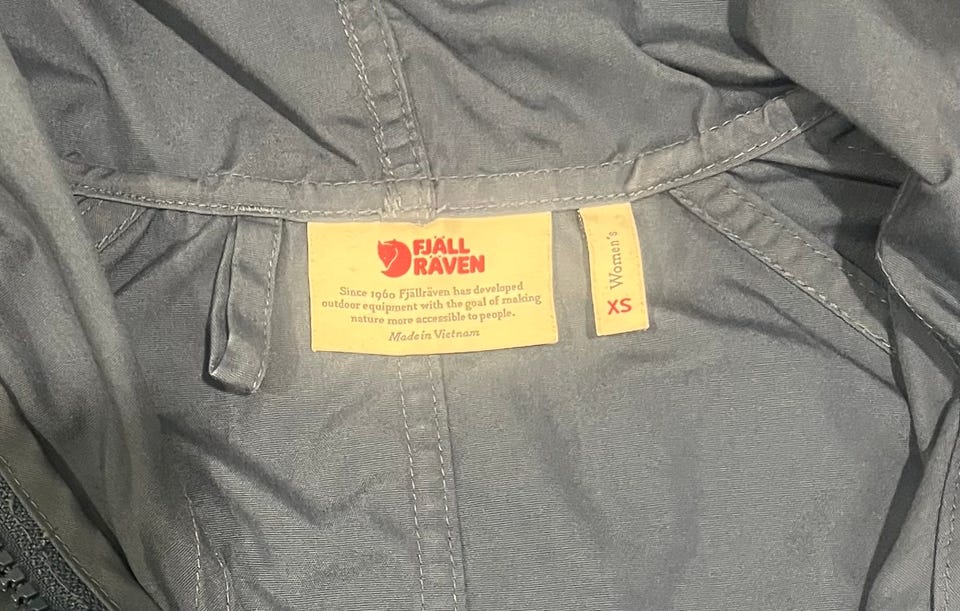 FJÄLL
RÄVEN
Since 1960 Fjällräven has developed
outdoor equipment with the goal of making
nature more accessible to people.
Made in Vietnam
Women's
XS